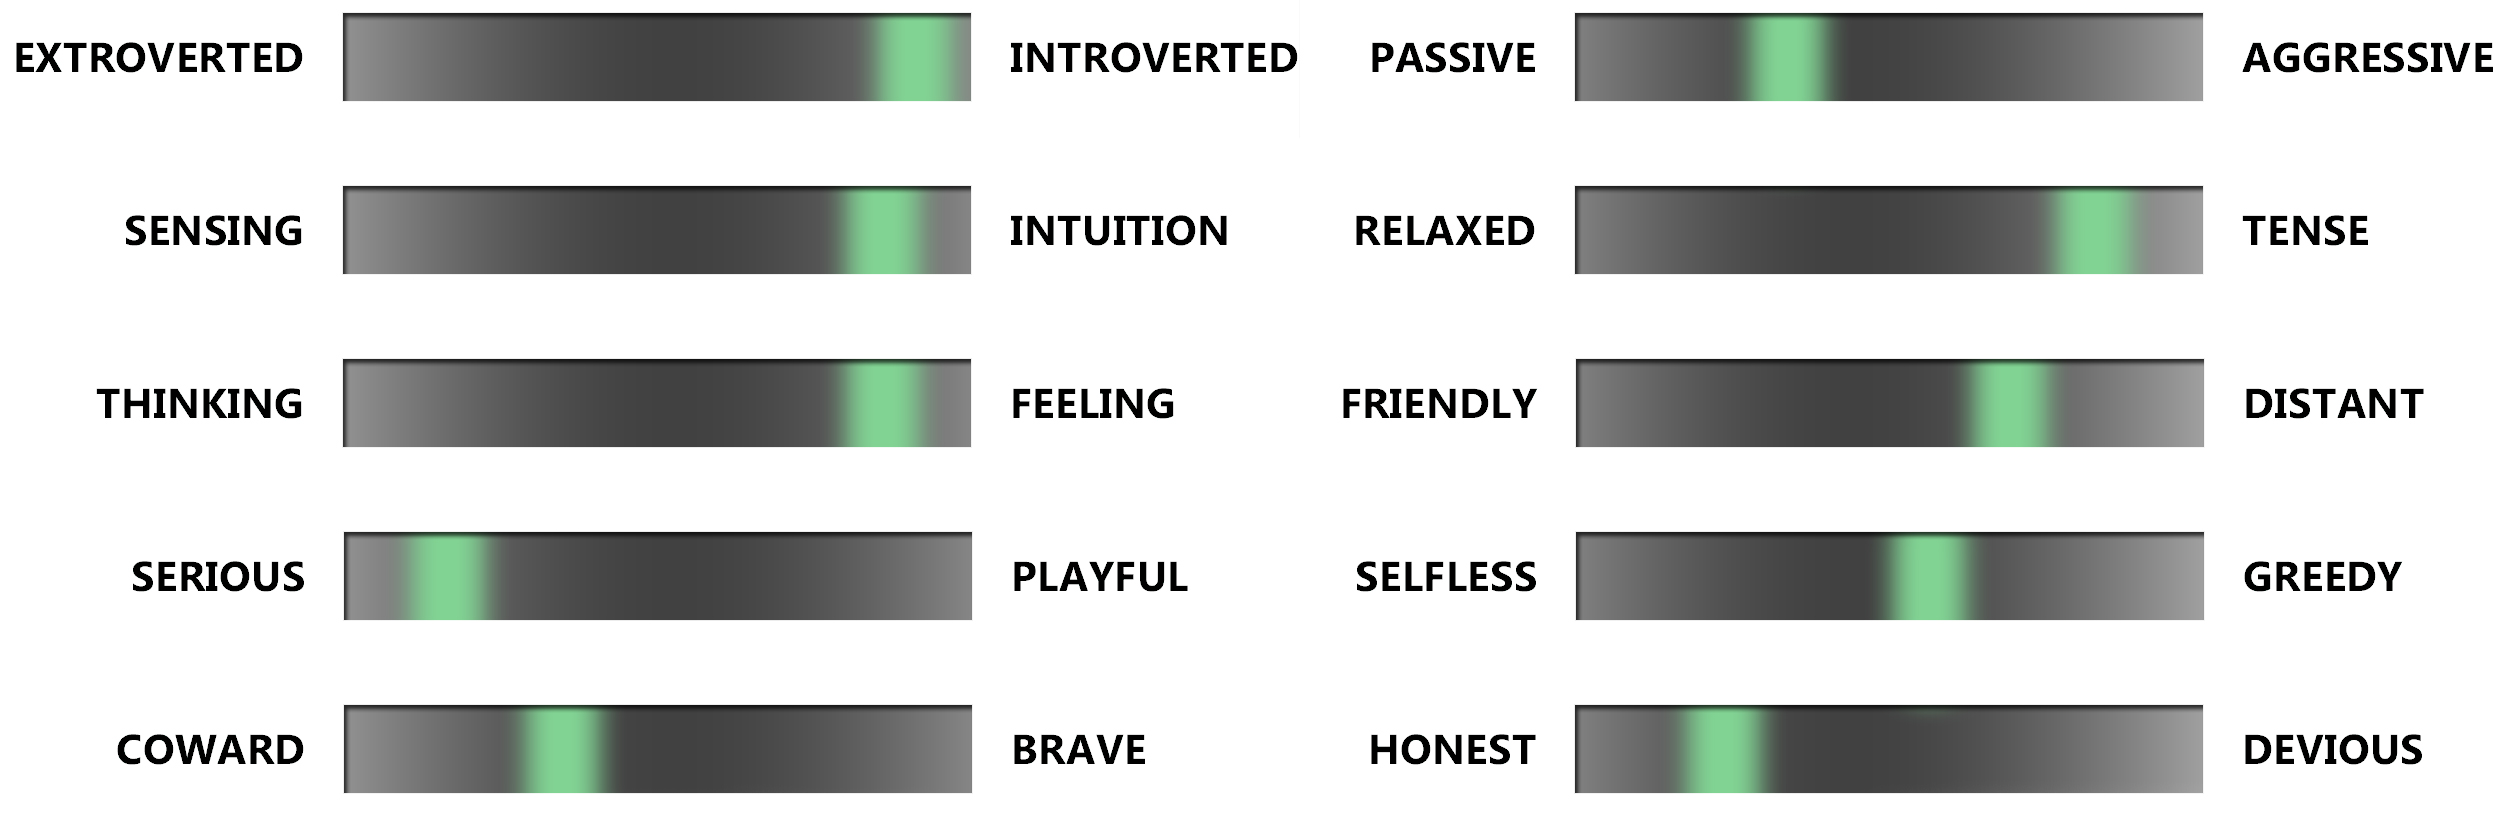 EXTROVERTED INTROVERTED PASSIVE AGGRESSIVE
SENSING INTUITION RELAXED TENSE
THINKING FEELING FRIENDLY DISTANT
SERIOUS PLAYFUL SELFLESS GREEDY
COWARD BRAVE HONEST DEVIOUS